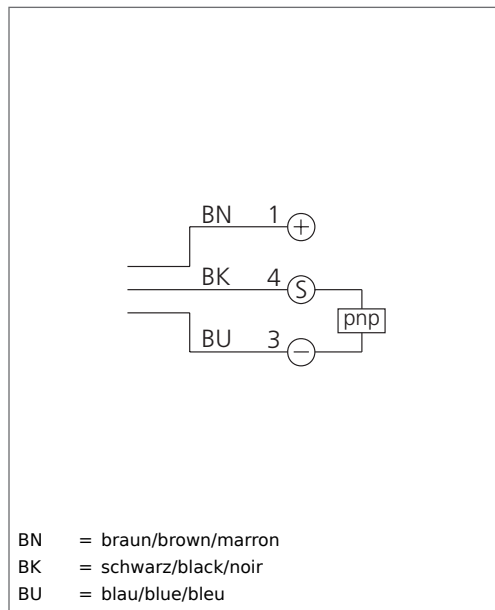 BN 1 +
BK 4 S
pnp
BU 3 −
BN = braun/brown/marron
BK = schwarz/black/noir
BU = blau/blue/bleu